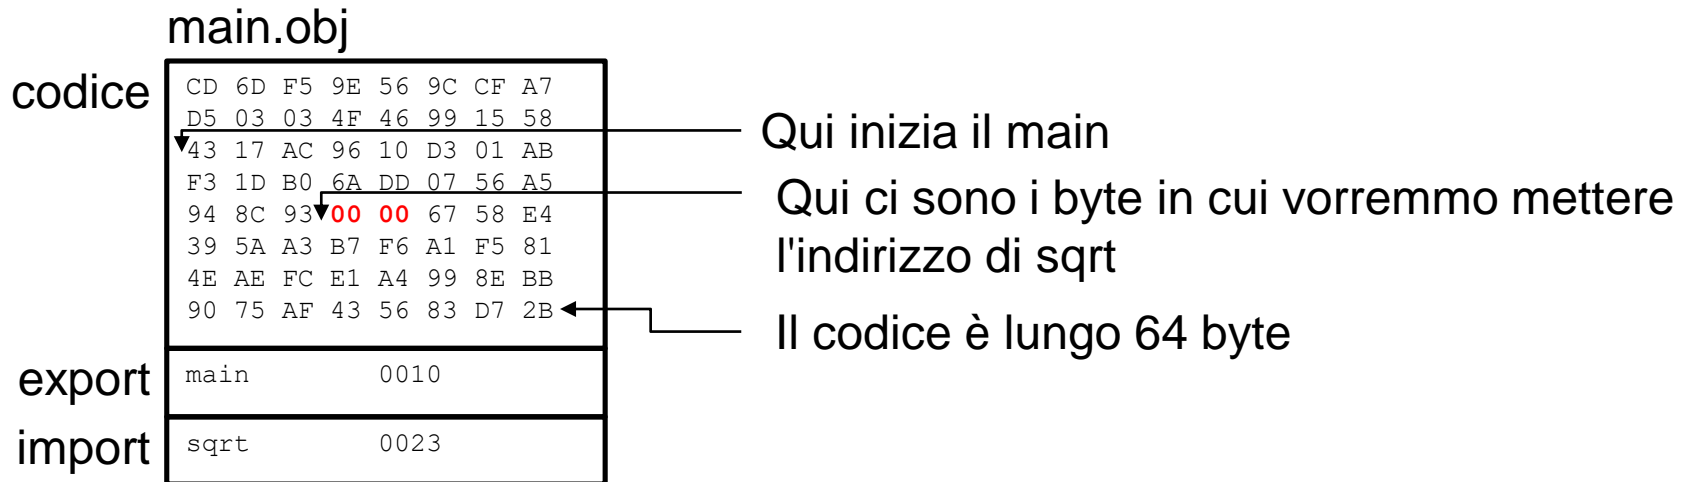 main.obj
codice
CD 6D F5 9E 56 9C CF A7
D5 03 03 4F 46 99 15 58
43 17 AC 96 10 D3 01 AB
F3 1D B0 6A DD 07 56 A5
94 8C 93 00 00 67 58 E4
39 5A A3 B7 F6 A1 F5 81
4E AE FC E1 A4 99 8E BB
90 75 AF 43 56 83 D7 2B
Qui inizia il main
Qui ci sono i byte in cui vorremmo mettere
l'indirizzo di sqrt
Il codice è lungo 64 byte
export
main 0010
import
sqrt 0023